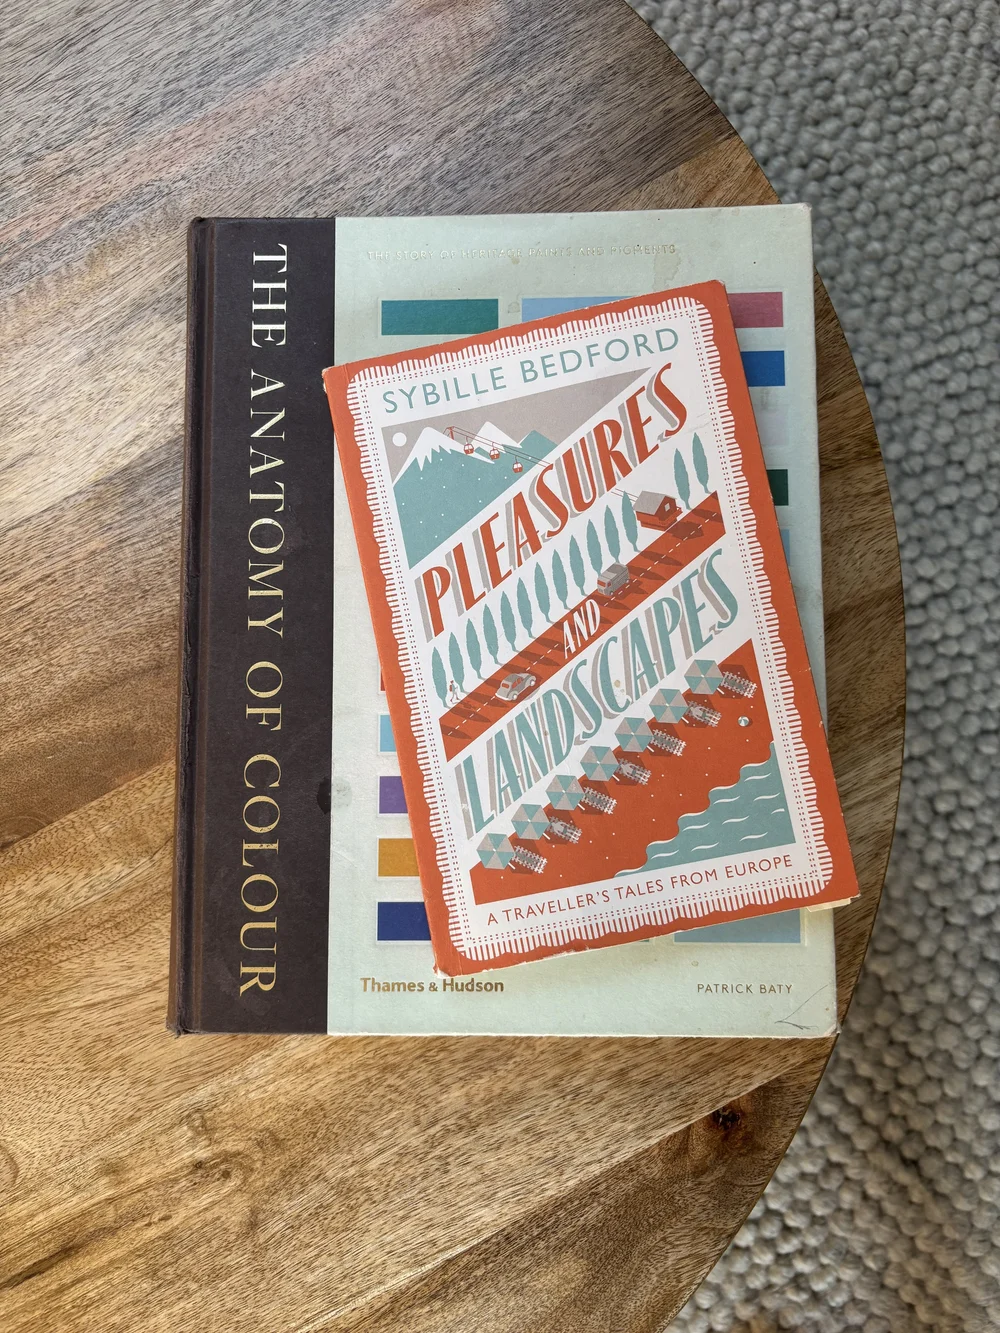 THE ANATOMY OF COLOUR
THE STORY OF HERITAGE PAINTS AND PIGMENTS
SYBILLE BEDFORD
PLEASURES
AND
LANDSCAPES
A TRAVELLER'S TALES FROM EUROPE
Thames & Hudson
PATRICK BATY